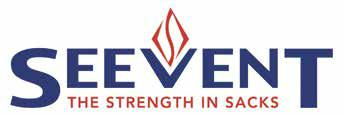 SEEVENT
THE STRENGTH IN SACKS